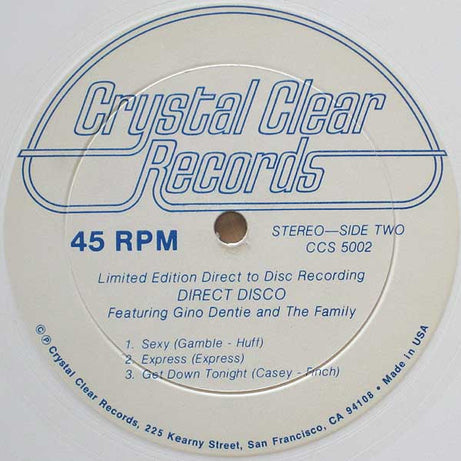 Crystal Clear
Records
45 RPM
STEREO—SIDE TWO
CCS 5002
Limited Edition Direct to Disc Recording
DIRECT DISCO
Featuring Gino Dentie and The Family
1. Sexy (Gamble - Huff)
2. Express (Express)
3. Get Down Tonight (Casey - Finch)
©℗ Crystal Clear Records, 225 Kearny Street, San Francisco, CA 94108 • Made in USA